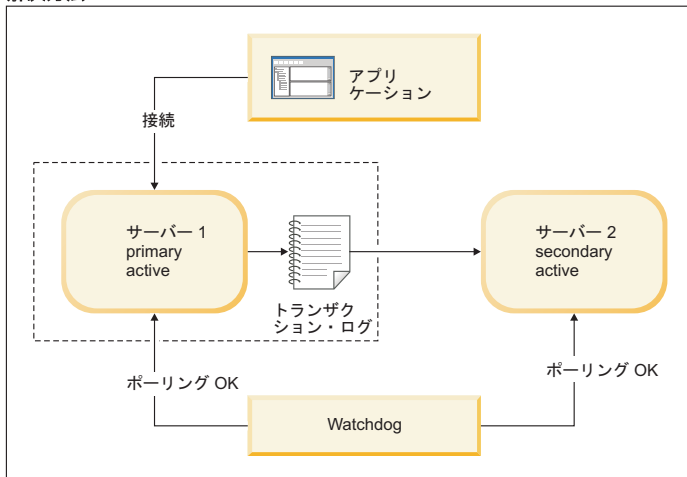 アプリ
ケーション
接続
サーバー 1
primary
active
サーバー 2
secondary
active
トランザク
ション・ログ
ポーリング OK
ポーリング OK
Watchdog